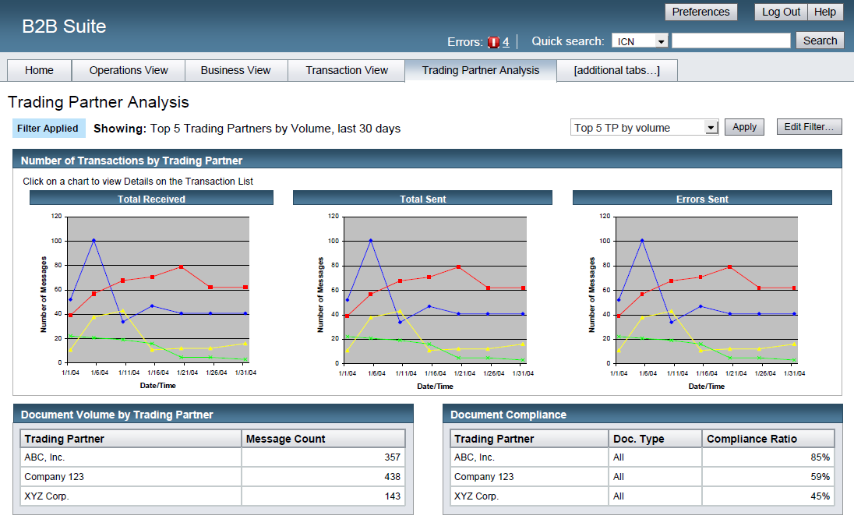 Preferences Log Out Help
B2B Suite
Errors: 4 Quick search: ICN Search
Home Operations View Business View Transaction View Trading Partner Analysis [additional tabs...]
Trading Partner Analysis
Filter Applied Showing: Top 5 Trading Partners by Volume, last 30 days Top 5 TP by volume Apply Edit Filter...
Number of Transactions by Trading Partner
Click on a chart to view Details on the Transaction List
Total Received
120
100
80
60
40
20
0
Number of Messages
1/1/04 1/6/04 1/11/04 1/16/04 1/21/04 1/26/04 1/31/04
Date/Time
Total Sent
120
100
80
60
40
20
0
Number of Messages
1/1/04 1/6/04 1/11/04 1/16/04 1/21/04 1/26/04 1/31/04
Date/Time
Errors Sent
120
100
80
60
40
20
0
Number of Messages
1/1/04 1/6/04 1/11/04 1/16/04 1/21/04 1/26/04 1/31/04
Date/Time
Document Volume by Trading Partner
Trading Partner Message Count
ABC, Inc. 357
Company 123 438
XYZ Corp. 143
Document Compliance
Trading Partner Doc. Type Compliance Ratio
ABC, Inc. All 85%
Company 123 All 59%
XYZ Corp. All 45%